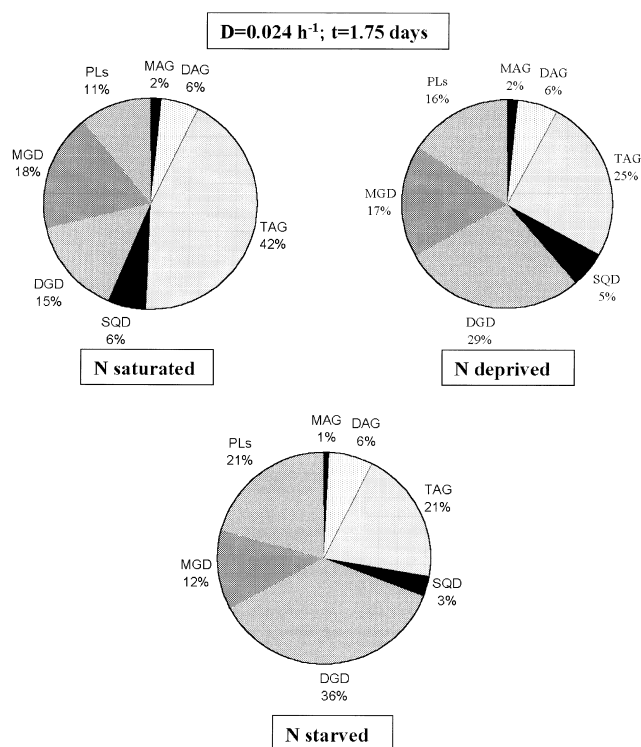 D=0.024 h⁻¹; t=1.75 days
MAG
2%
DAG
6%
TAG
42%
SQD
6%
DGD
15%
MGD
18%
PLs
11%
N saturated
MAG
2%
DAG
6%
TAG
25%
SQD
5%
DGD
29%
MGD
17%
PLs
16%
N deprived
MAG
1%
DAG
6%
TAG
21%
SQD
3%
DGD
36%
MGD
12%
PLs
21%
N starved